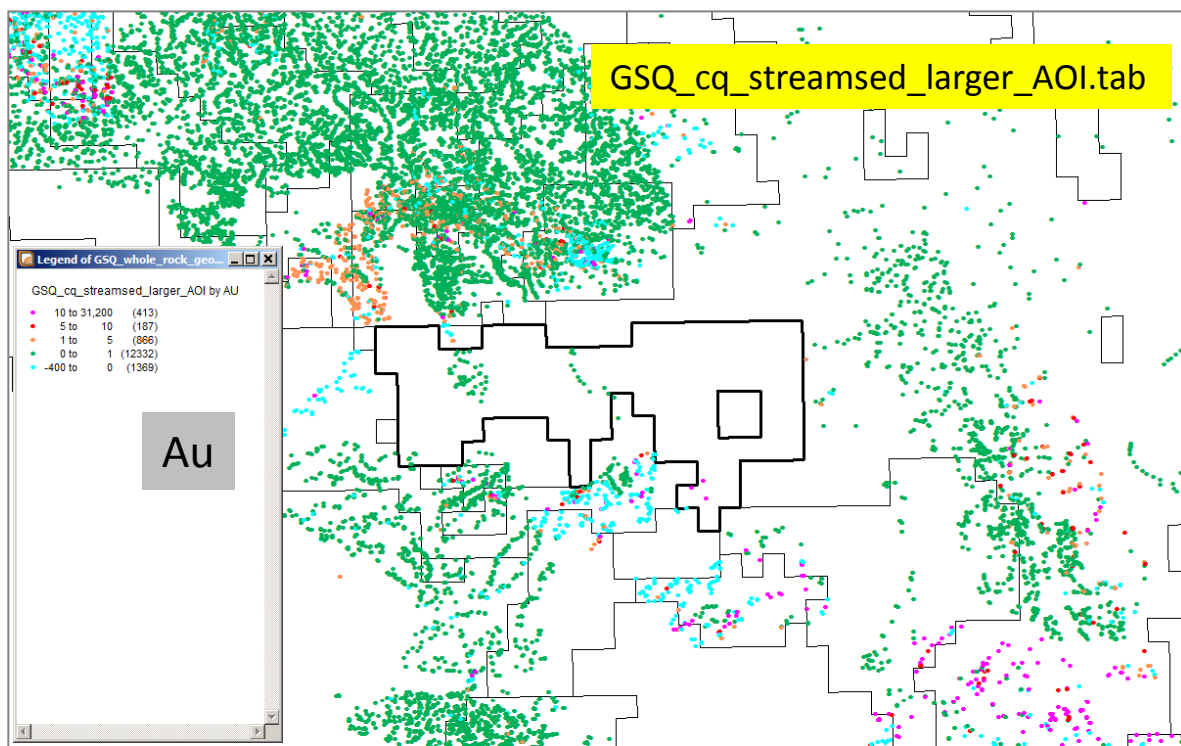 GSQ_cq_streamsed_larger_AOI.tab
Legend of GSQ_whole_rock_geo...
GSQ_cq_streamsed_larger_AOI by AU
10 to 31,200 (413)
5 to 10 (187)
1 to 5 (866)
0 to 1 (12332)
-400 to 0 (1369)
Au